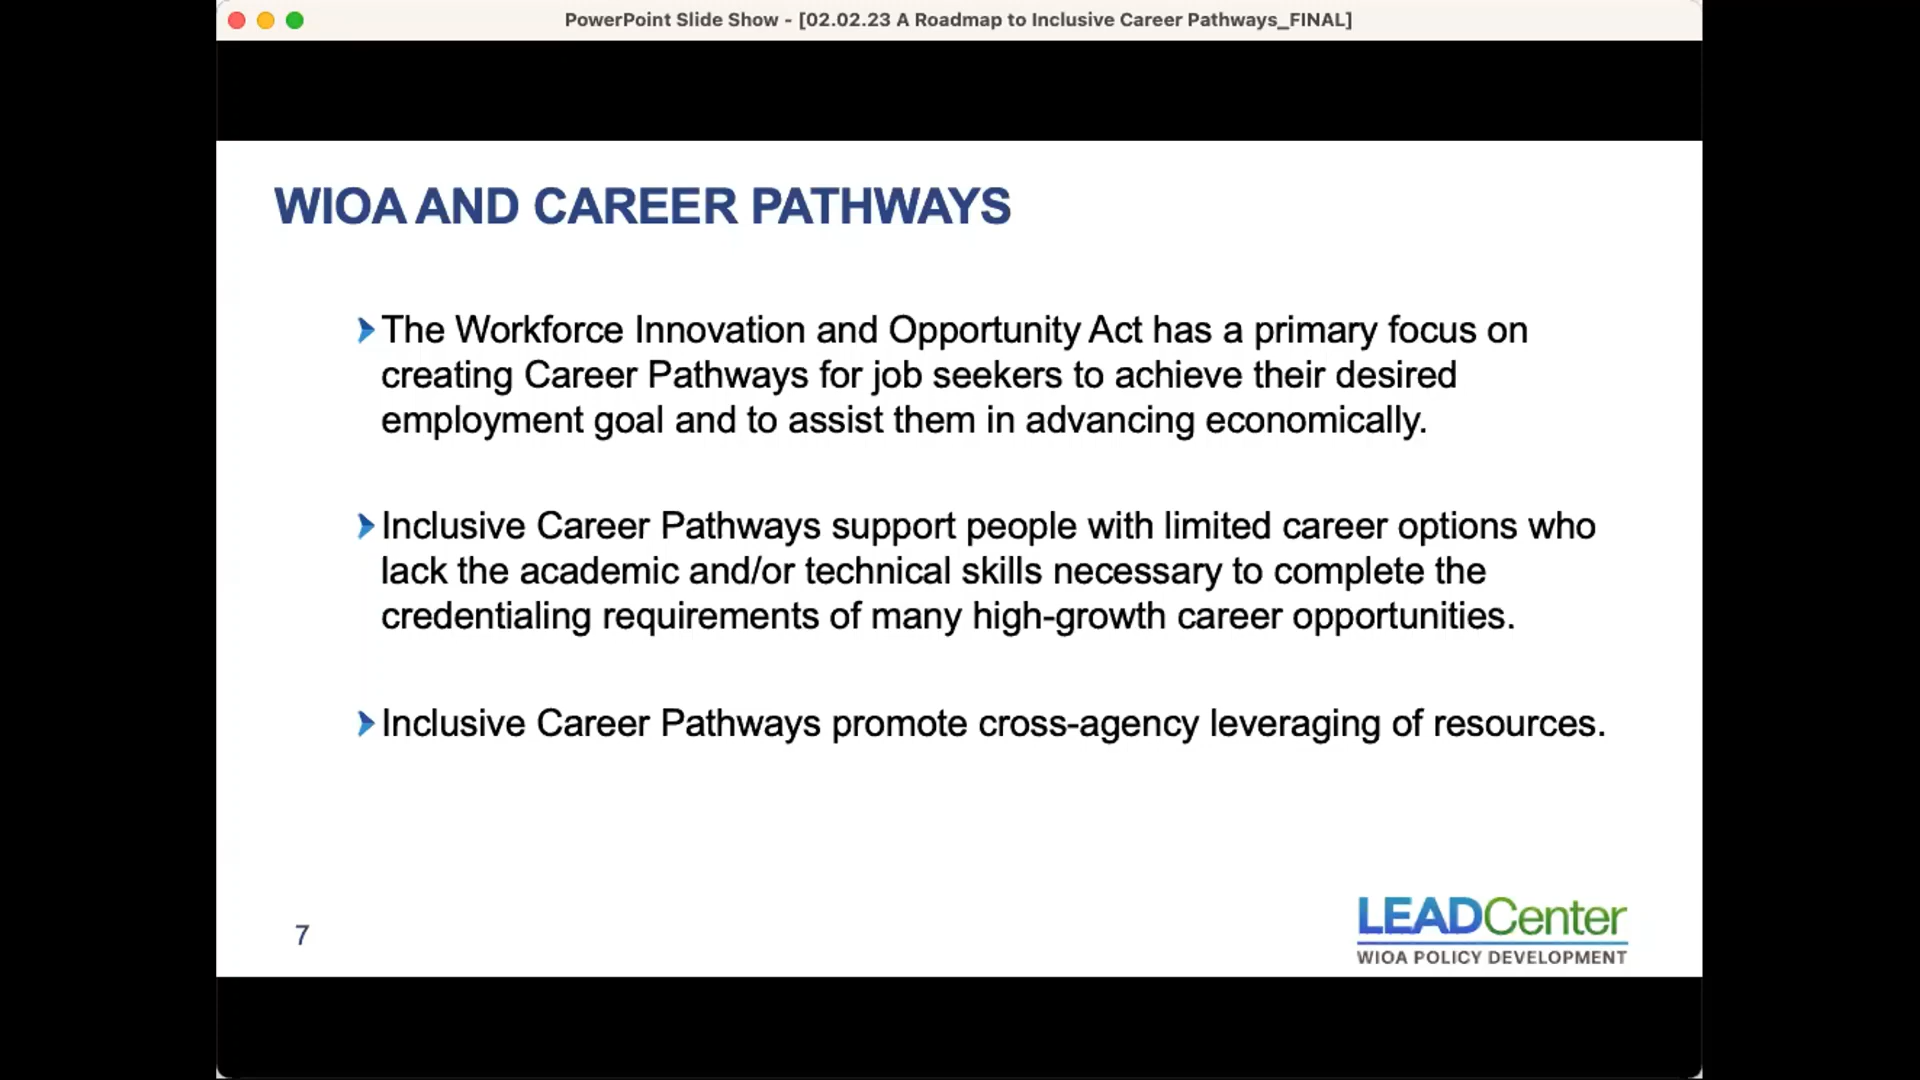 PowerPoint Slide Show - [02.02.23 A Roadmap to Inclusive Career Pathways_FINAL]
WIOA AND CAREER PATHWAYS
The Workforce Innovation and Opportunity Act has a primary focus on
creating Career Pathways for job seekers to achieve their desired
employment goal and to assist them in advancing economically.
Inclusive Career Pathways support people with limited career options who
lack the academic and/or technical skills necessary to complete the
credentialing requirements of many high-growth career opportunities.
Inclusive Career Pathways promote cross-agency leveraging of resources.
7
LEADCenter
WIOA POLICY DEVELOPMENT